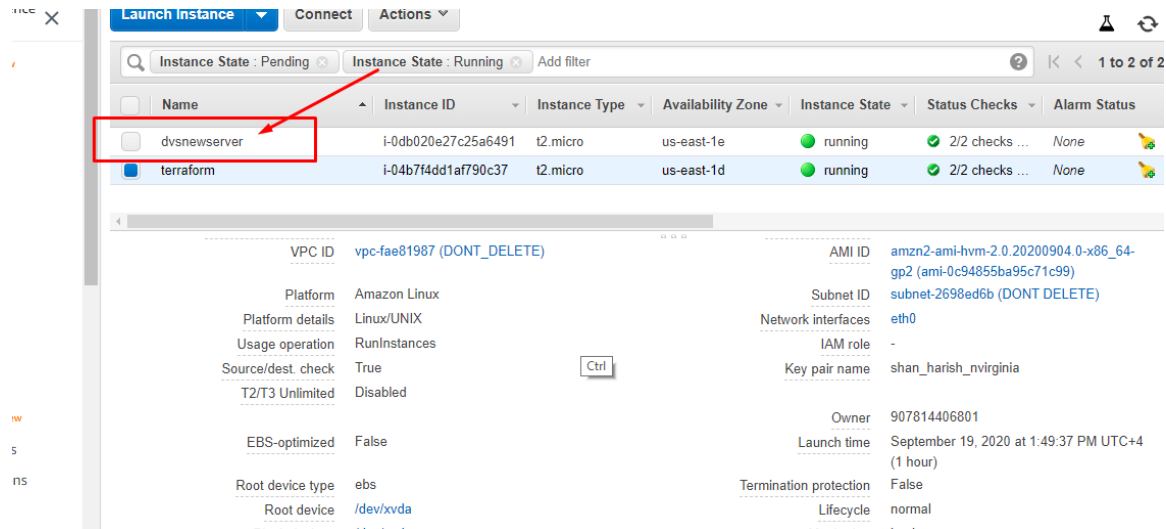 Launch Instance Connect Actions
Instance State : Pending Instance State : Running Add filter 1 to 2 of 2
Name Instance ID Instance Type Availability Zone Instance State Status Checks Alarm Status
dvsnewserver i-0db020e27c25a6491 t2.micro us-east-1e running 2/2 checks ... None
terraform i-04b7f4dd1af790c37 t2.micro us-east-1d running 2/2 checks ... None
VPC ID vpc-fae81987 (DONT_DELETE) AMI ID amzn2-ami-hvm-2.0.20200904.0-x86_64-
gp2 (ami-0c94855ba95c71c99)
Platform Amazon Linux Subnet ID subnet-2698ed6b (DONT DELETE)
Platform details Linux/UNIX Network interfaces eth0
Usage operation RunInstances IAM role -
Source/dest. check True Ctrl Key pair name shan_harish_nvirginia
T2/T3 Unlimited Disabled
Owner 907814406801
EBS-optimized False Launch time September 19, 2020 at 1:49:37 PM UTC+4
(1 hour)
Root device type ebs Termination protection False
Root device /dev/xvda Lifecycle normal